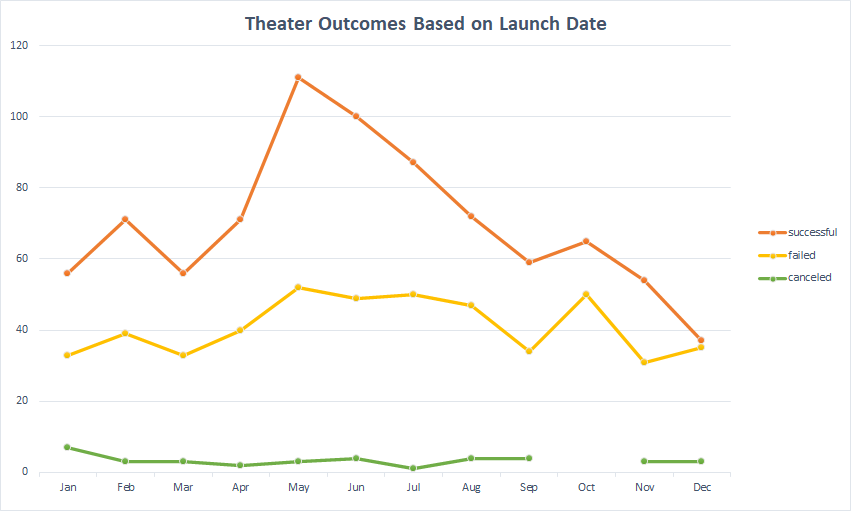 Theater Outcomes Based on Launch Date
120
100
80
60
40
20
0
Jan Feb Mar Apr May Jun Jul Aug Sep Oct Nov Dec
successful
failed
canceled